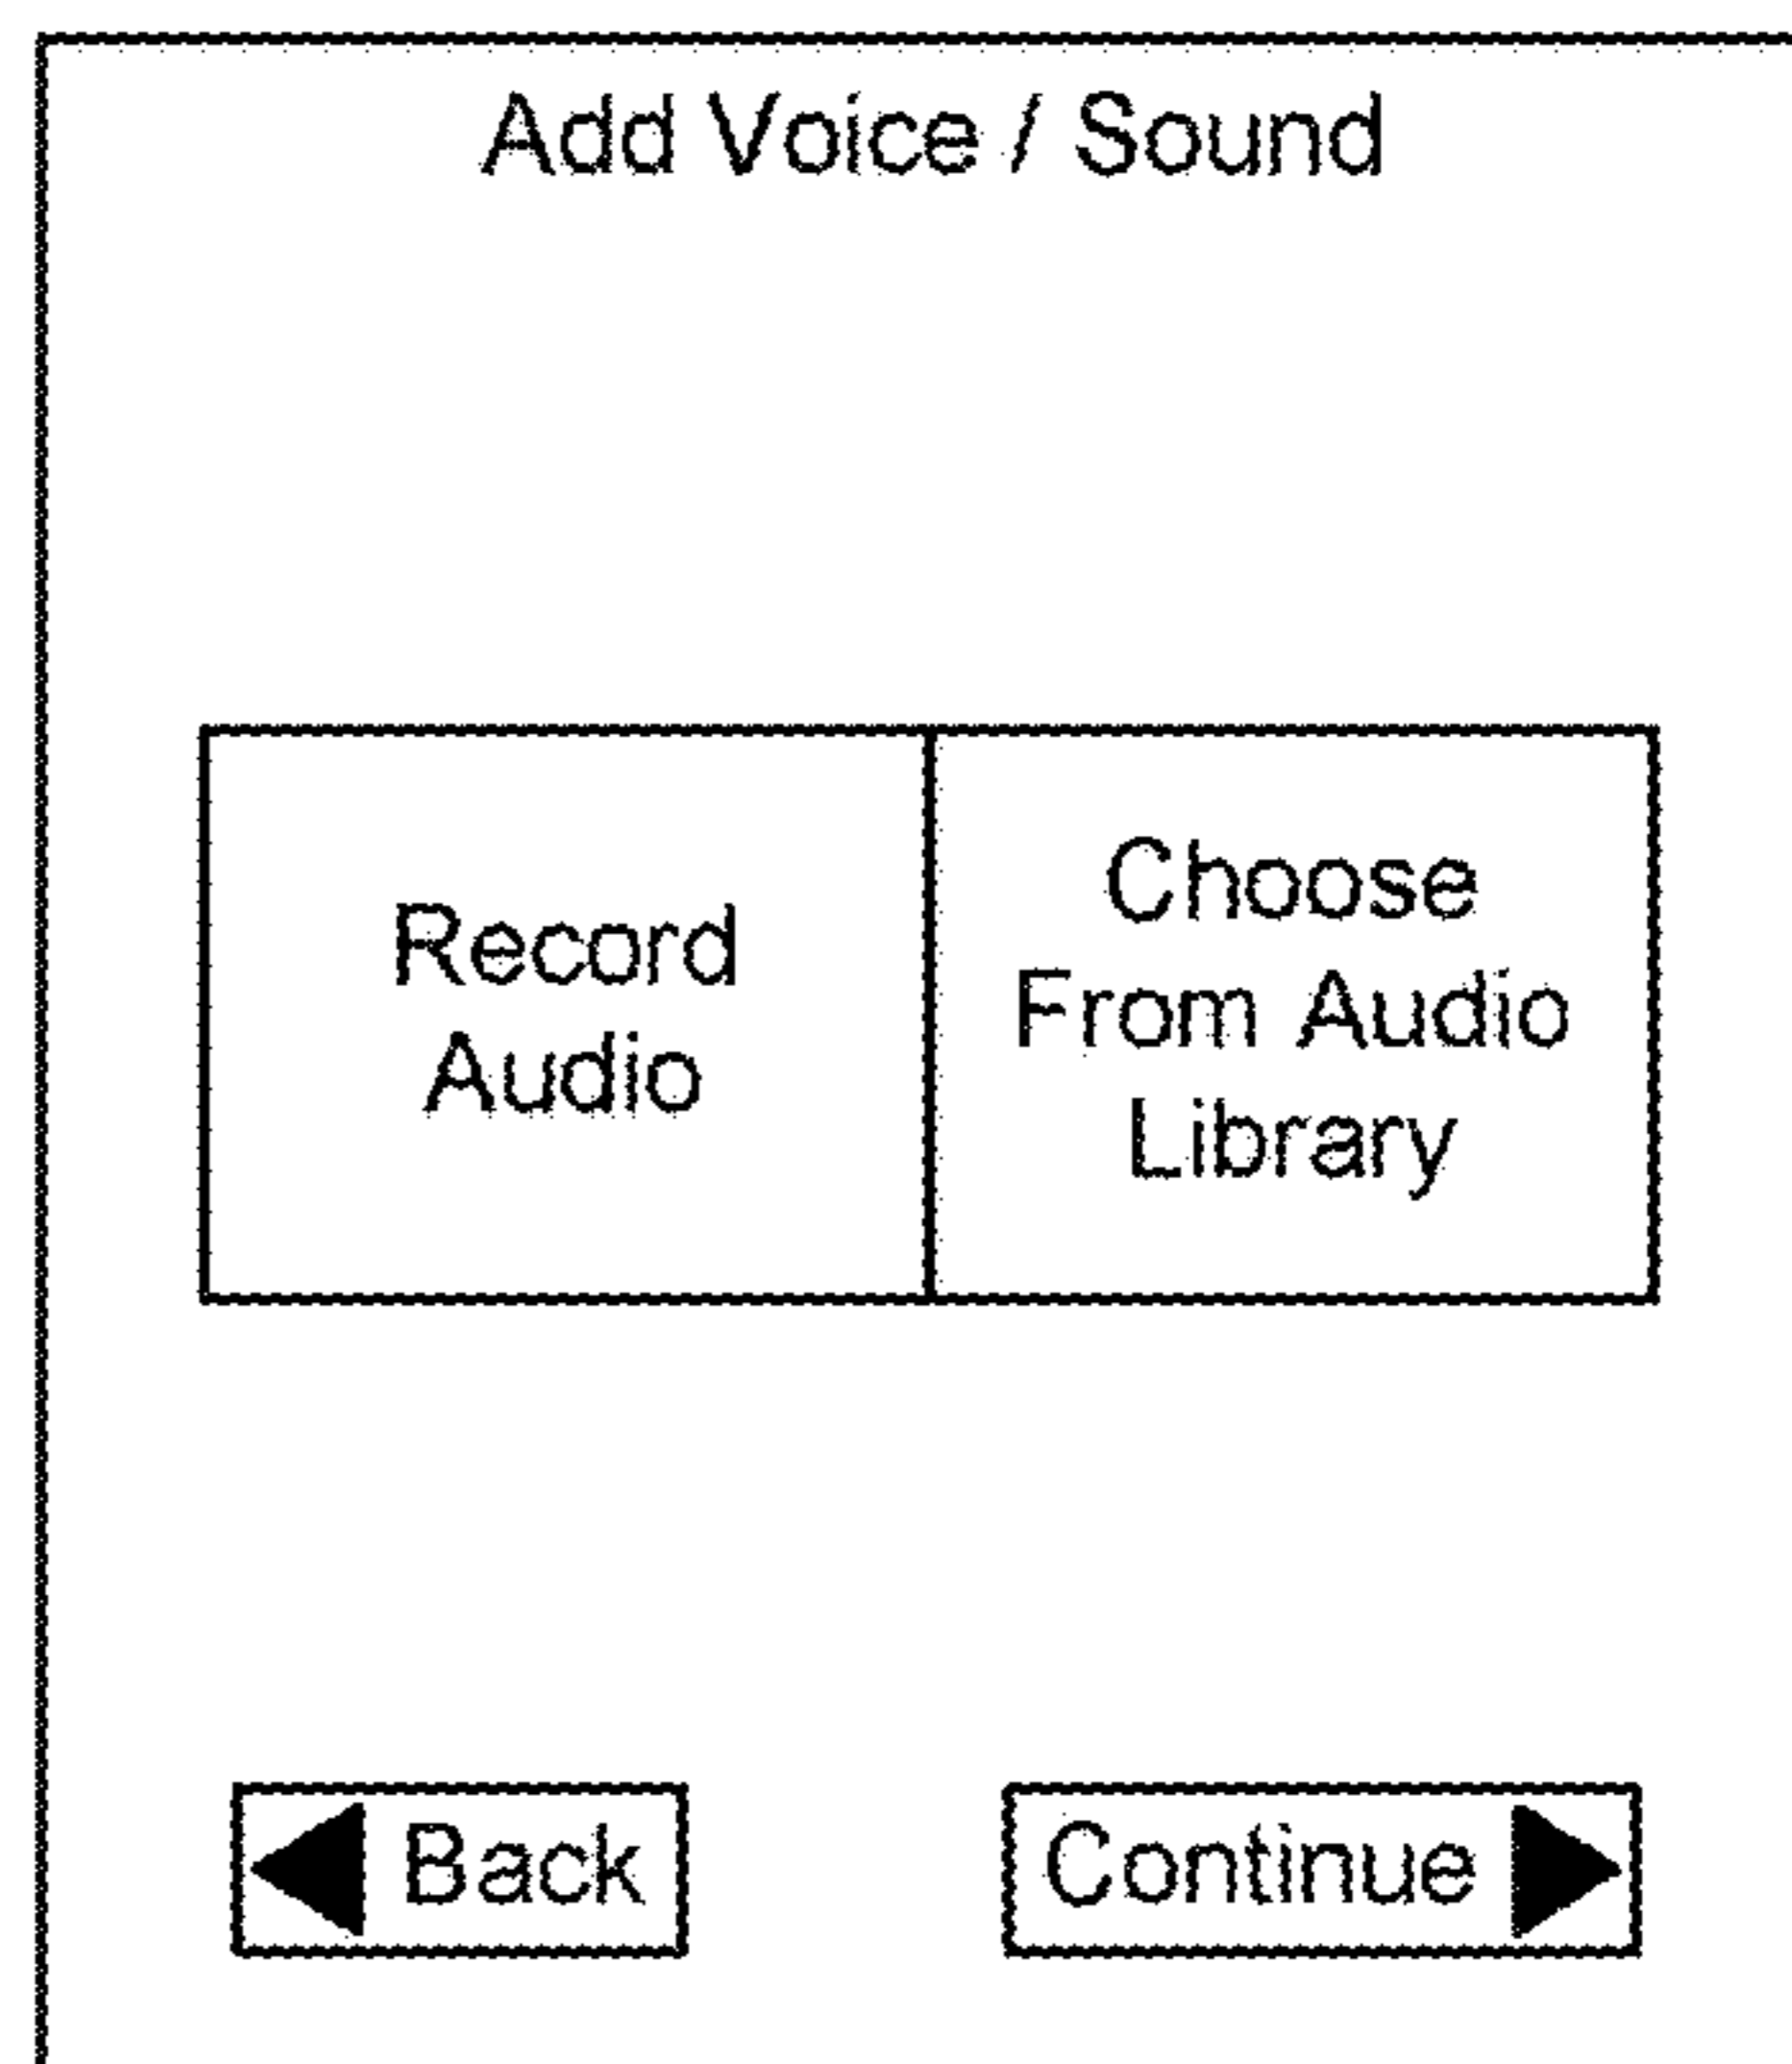 Add Voice / Sound
Record
Audio
Choose
From Audio
Library
Back
Continue